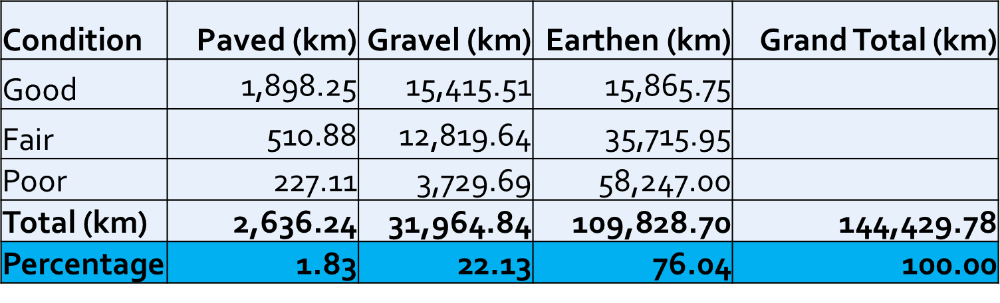 Condition Paved (km) Gravel (km) Earthen (km) Grand Total (km)
Good 1,898.25 15,415.51 15,865.75
Fair 510.88 12,819.64 35,715.95
Poor 227.11 3,729.69 58,247.00
Total (km) 2,636.24 31,964.84 109,828.70 144,429.78
Percentage 1.83 22.13 76.04 100.00